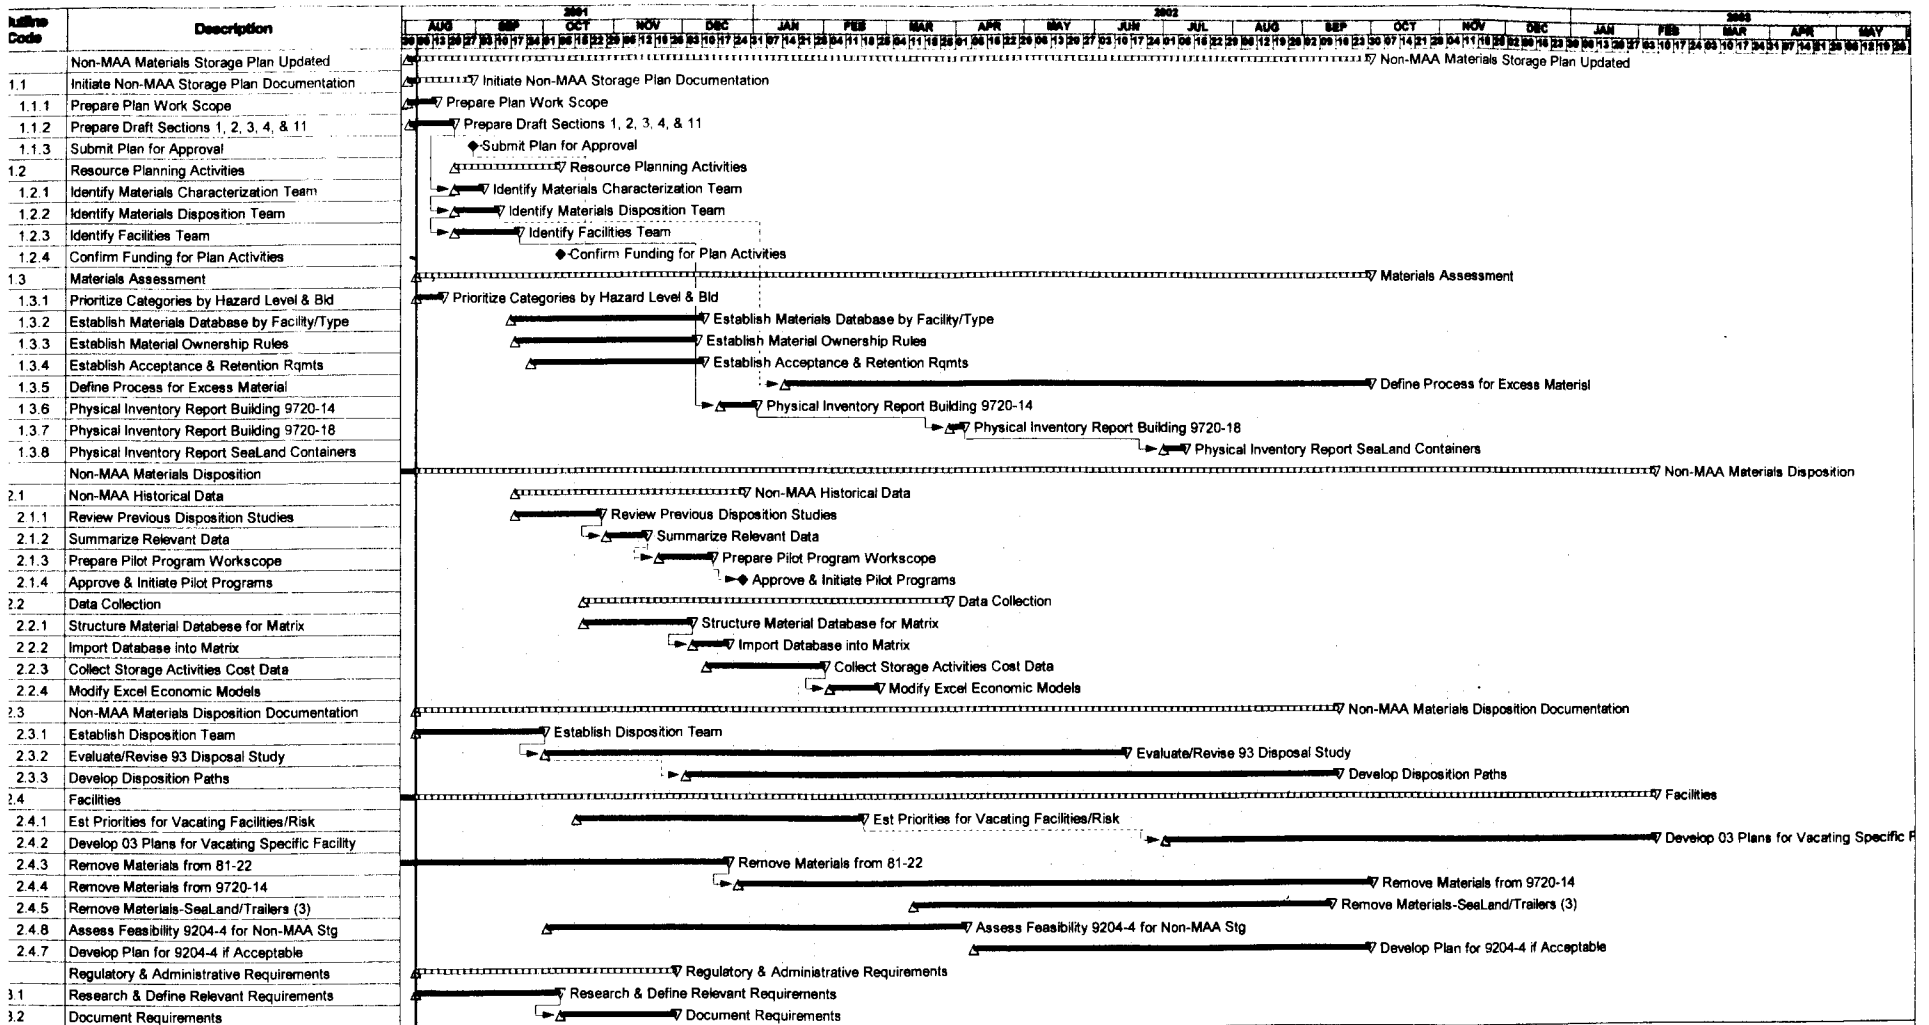 2001
2002
2003
Outline Code
Description
AUG SEP OCT NOV DEC JAN FEB MAR APR MAY JUN JUL AUG SEP OCT NOV DEC JAN FEB MAR APR MAY
Non-MAA Materials Storage Plan Updated
Non-MAA Materials Storage Plan Updated
1.1 Initiate Non-MAA Storage Plan Documentation
Initiate Non-MAA Storage Plan Documentation
1.1.1 Prepare Plan Work Scope
Prepare Plan Work Scope
1.1.2 Prepare Draft Sections 1, 2, 3, 4, & 11
Prepare Draft Sections 1, 2, 3, 4, & 11
1.1.3 Submit Plan for Approval
Submit Plan for Approval
1.2 Resource Planning Activities
Resource Planning Activities
1.2.1 Identify Materials Characterization Team
Identify Materials Characterization Team
1.2.2 Identify Materials Disposition Team
Identify Materials Disposition Team
1.2.3 Identify Facilities Team
Identify Facilities Team
1.2.4 Confirm Funding for Plan Activities
Confirm Funding for Plan Activities
1.3 Materials Assessment
Materials Assessment
1.3.1 Prioritize Categories by Hazard Level & Bld
Prioritize Categories by Hazard Level & Bld
1.3.2 Establish Materials Database by Facility/Type
Establish Materials Database by Facility/Type
1.3.3 Establish Material Ownership Rules
Establish Material Ownership Rules
1.3.4 Establish Acceptance & Retention Rqmts
Establish Acceptance & Retention Rqmts
1.3.5 Define Process for Excess Material
Define Process for Excess Material
1.3.6 Physical Inventory Report Building 9720-14
Physical Inventory Report Building 9720-14
1.3.7 Physical Inventory Report Building 9720-18
Physical Inventory Report Building 9720-18
1.3.8 Physical Inventory Report SeaLand Containers
Physical Inventory Report SeaLand Containers
Non-MAA Materials Disposition
Non-MAA Materials Disposition
2.1 Non-MAA Historical Data
Non-MAA Historical Data
2.1.1 Review Previous Disposition Studies
Review Previous Disposition Studies
2.1.2 Summarize Relevant Data
Summarize Relevant Data
2.1.3 Prepare Pilot Program Workscope
Prepare Pilot Program Workscope
2.1.4 Approve & Initiate Pilot Programs
Approve & Initiate Pilot Programs
2.2 Data Collection
Data Collection
2.2.1 Structure Material Database for Matrix
Structure Material Database for Matrix
2.2.2 Import Database into Matrix
Import Database into Matrix
2.2.3 Collect Storage Activities Cost Data
Collect Storage Activities Cost Data
2.2.4 Modify Excel Economic Models
Modify Excel Economic Models
2.3 Non-MAA Materials Disposition Documentation
Non-MAA Materials Disposition Documentation
2.3.1 Establish Disposition Team
Establish Disposition Team
2.3.2 Evaluate/Revise 93 Disposal Study
Evaluate/Revise 93 Disposal Study
2.3.3 Develop Disposition Paths
Develop Disposition Paths
2.4 Facilities
Facilities
2.4.1 Est Priorities for Vacating Facilities/Risk
Est Priorities for Vacating Facilities/Risk
2.4.2 Develop 03 Plans for Vacating Specific Facility
Develop 03 Plans for Vacating Specific F
2.4.3 Remove Materials from 81-22
Remove Materials from 81-22
2.4.4 Remove Materials from 9720-14
Remove Materials from 9720-14
2.4.5 Remove Materials-SeaLand/Trailers (3)
Remove Materials-SeaLand/Trailers (3)
2.4.8 Assess Feasibility 9204-4 for Non-MAA Stg
Assess Feasibility 9204-4 for Non-MAA Stg
2.4.7 Develop Plan for 9204-4 if Acceptable
Develop Plan for 9204-4 if Acceptable
Regulatory & Administrative Requirements
Regulatory & Administrative Requirements
3.1 Research & Define Relevant Requirements
Research & Define Relevant Requirements
3.2 Document Requirements
Document Requirements